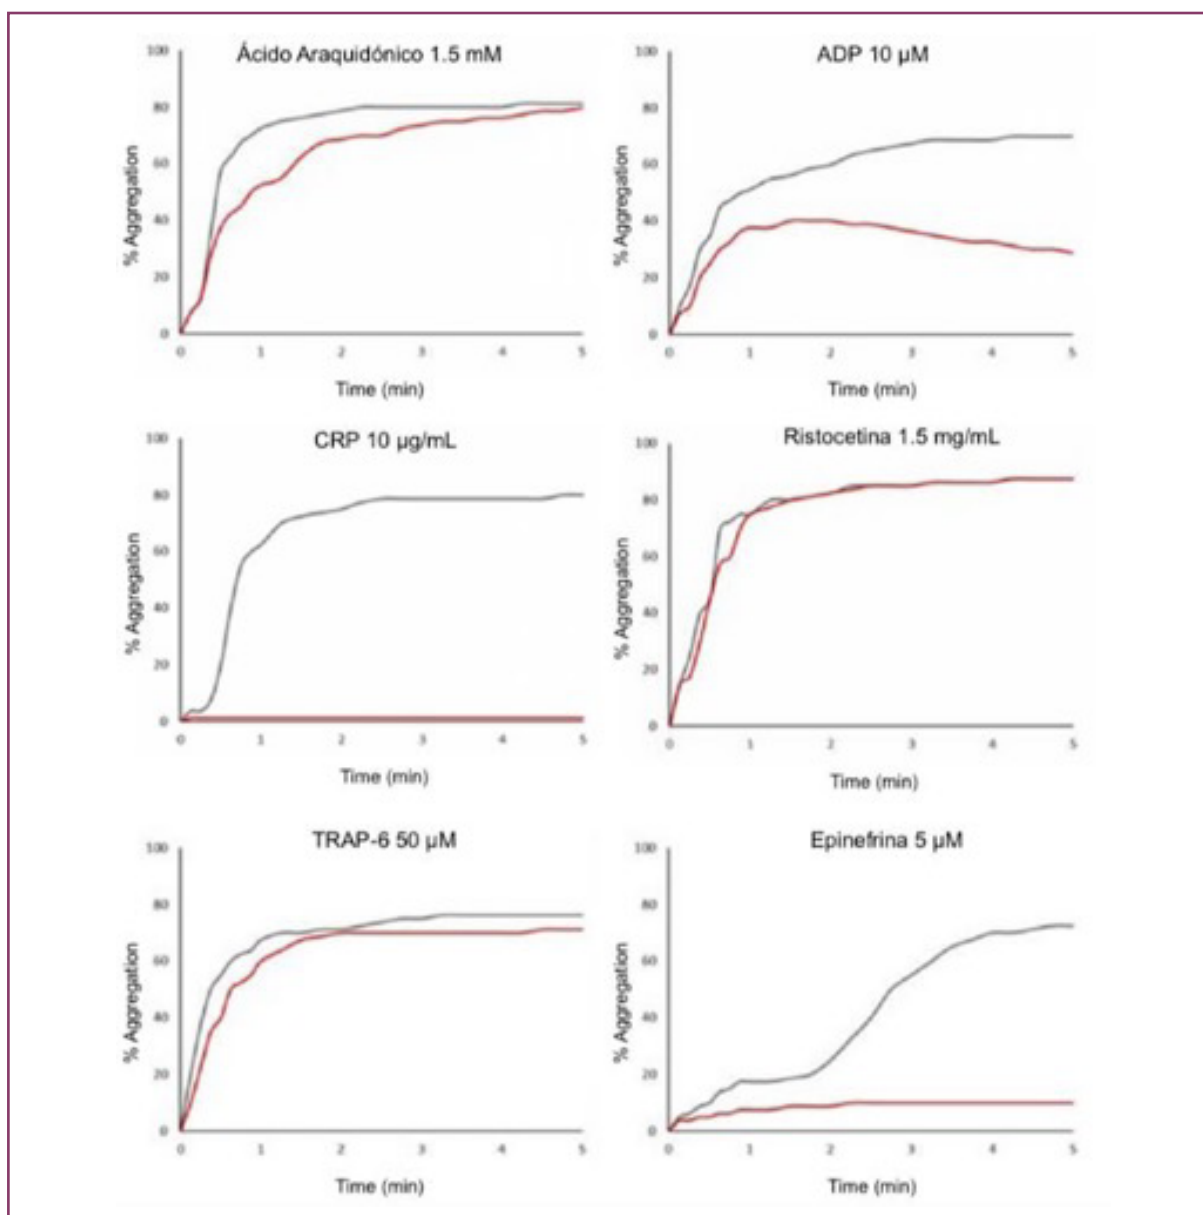 Ácido Araquidónico 1.5 mM
100
80
60
40
20
0
% Aggregation
0 1 2 3 4 5
Time (min)
ADP 10 µM
100
80
60
40
20
0
% Aggregation
0 1 2 3 4 5
Time (min)
CRP 10 µg/mL
100
80
60
40
20
0
% Aggregation
0 1 2 3 4 5
Time (min)
Ristocetina 1.5 mg/mL
100
80
60
40
20
0
% Aggregation
0 1 2 3 4 5
Time (min)
TRAP-6 50 µM
100
80
60
40
20
0
% Aggregation
0 1 2 3 4 5
Time (min)
Epinefrina 5 µM
100
80
60
40
20
0
% Aggregation
0 1 2 3 4 5
Time (min)